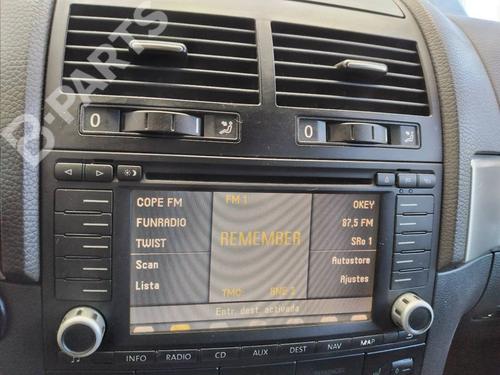 B-PARTS
0
0
COPE FM
FM 1
OKEY
FUNRADIO
87,5 FM
TWIST
REMEMBER
SRo 1
Scan
Autostore
Lista
TMC
Ajustes
Entr. dest. activada
INFO RADIO CD AUX DEST NAV MAP